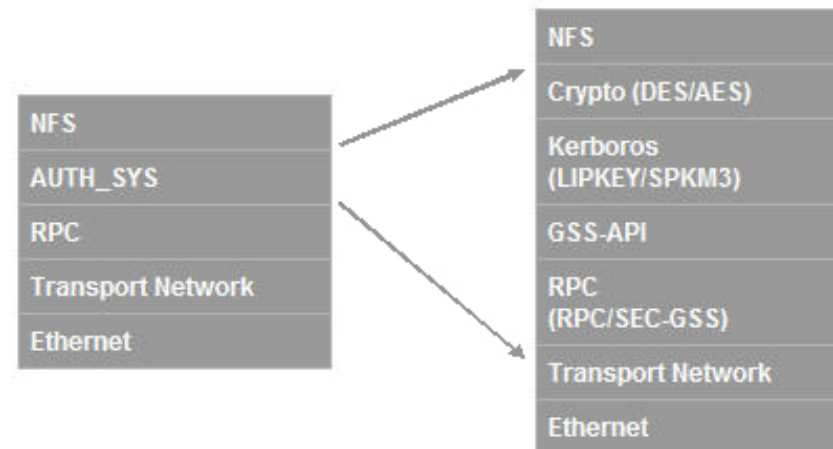 NFS
AUTH_SYS
RPC
Transport Network
Ethernet
NFS
Crypto (DES/AES)
Kerboros
(LIPKEY/SPKM3)
GSS-API
RPC
(RPC/SEC-GSS)
Transport Network
Ethernet